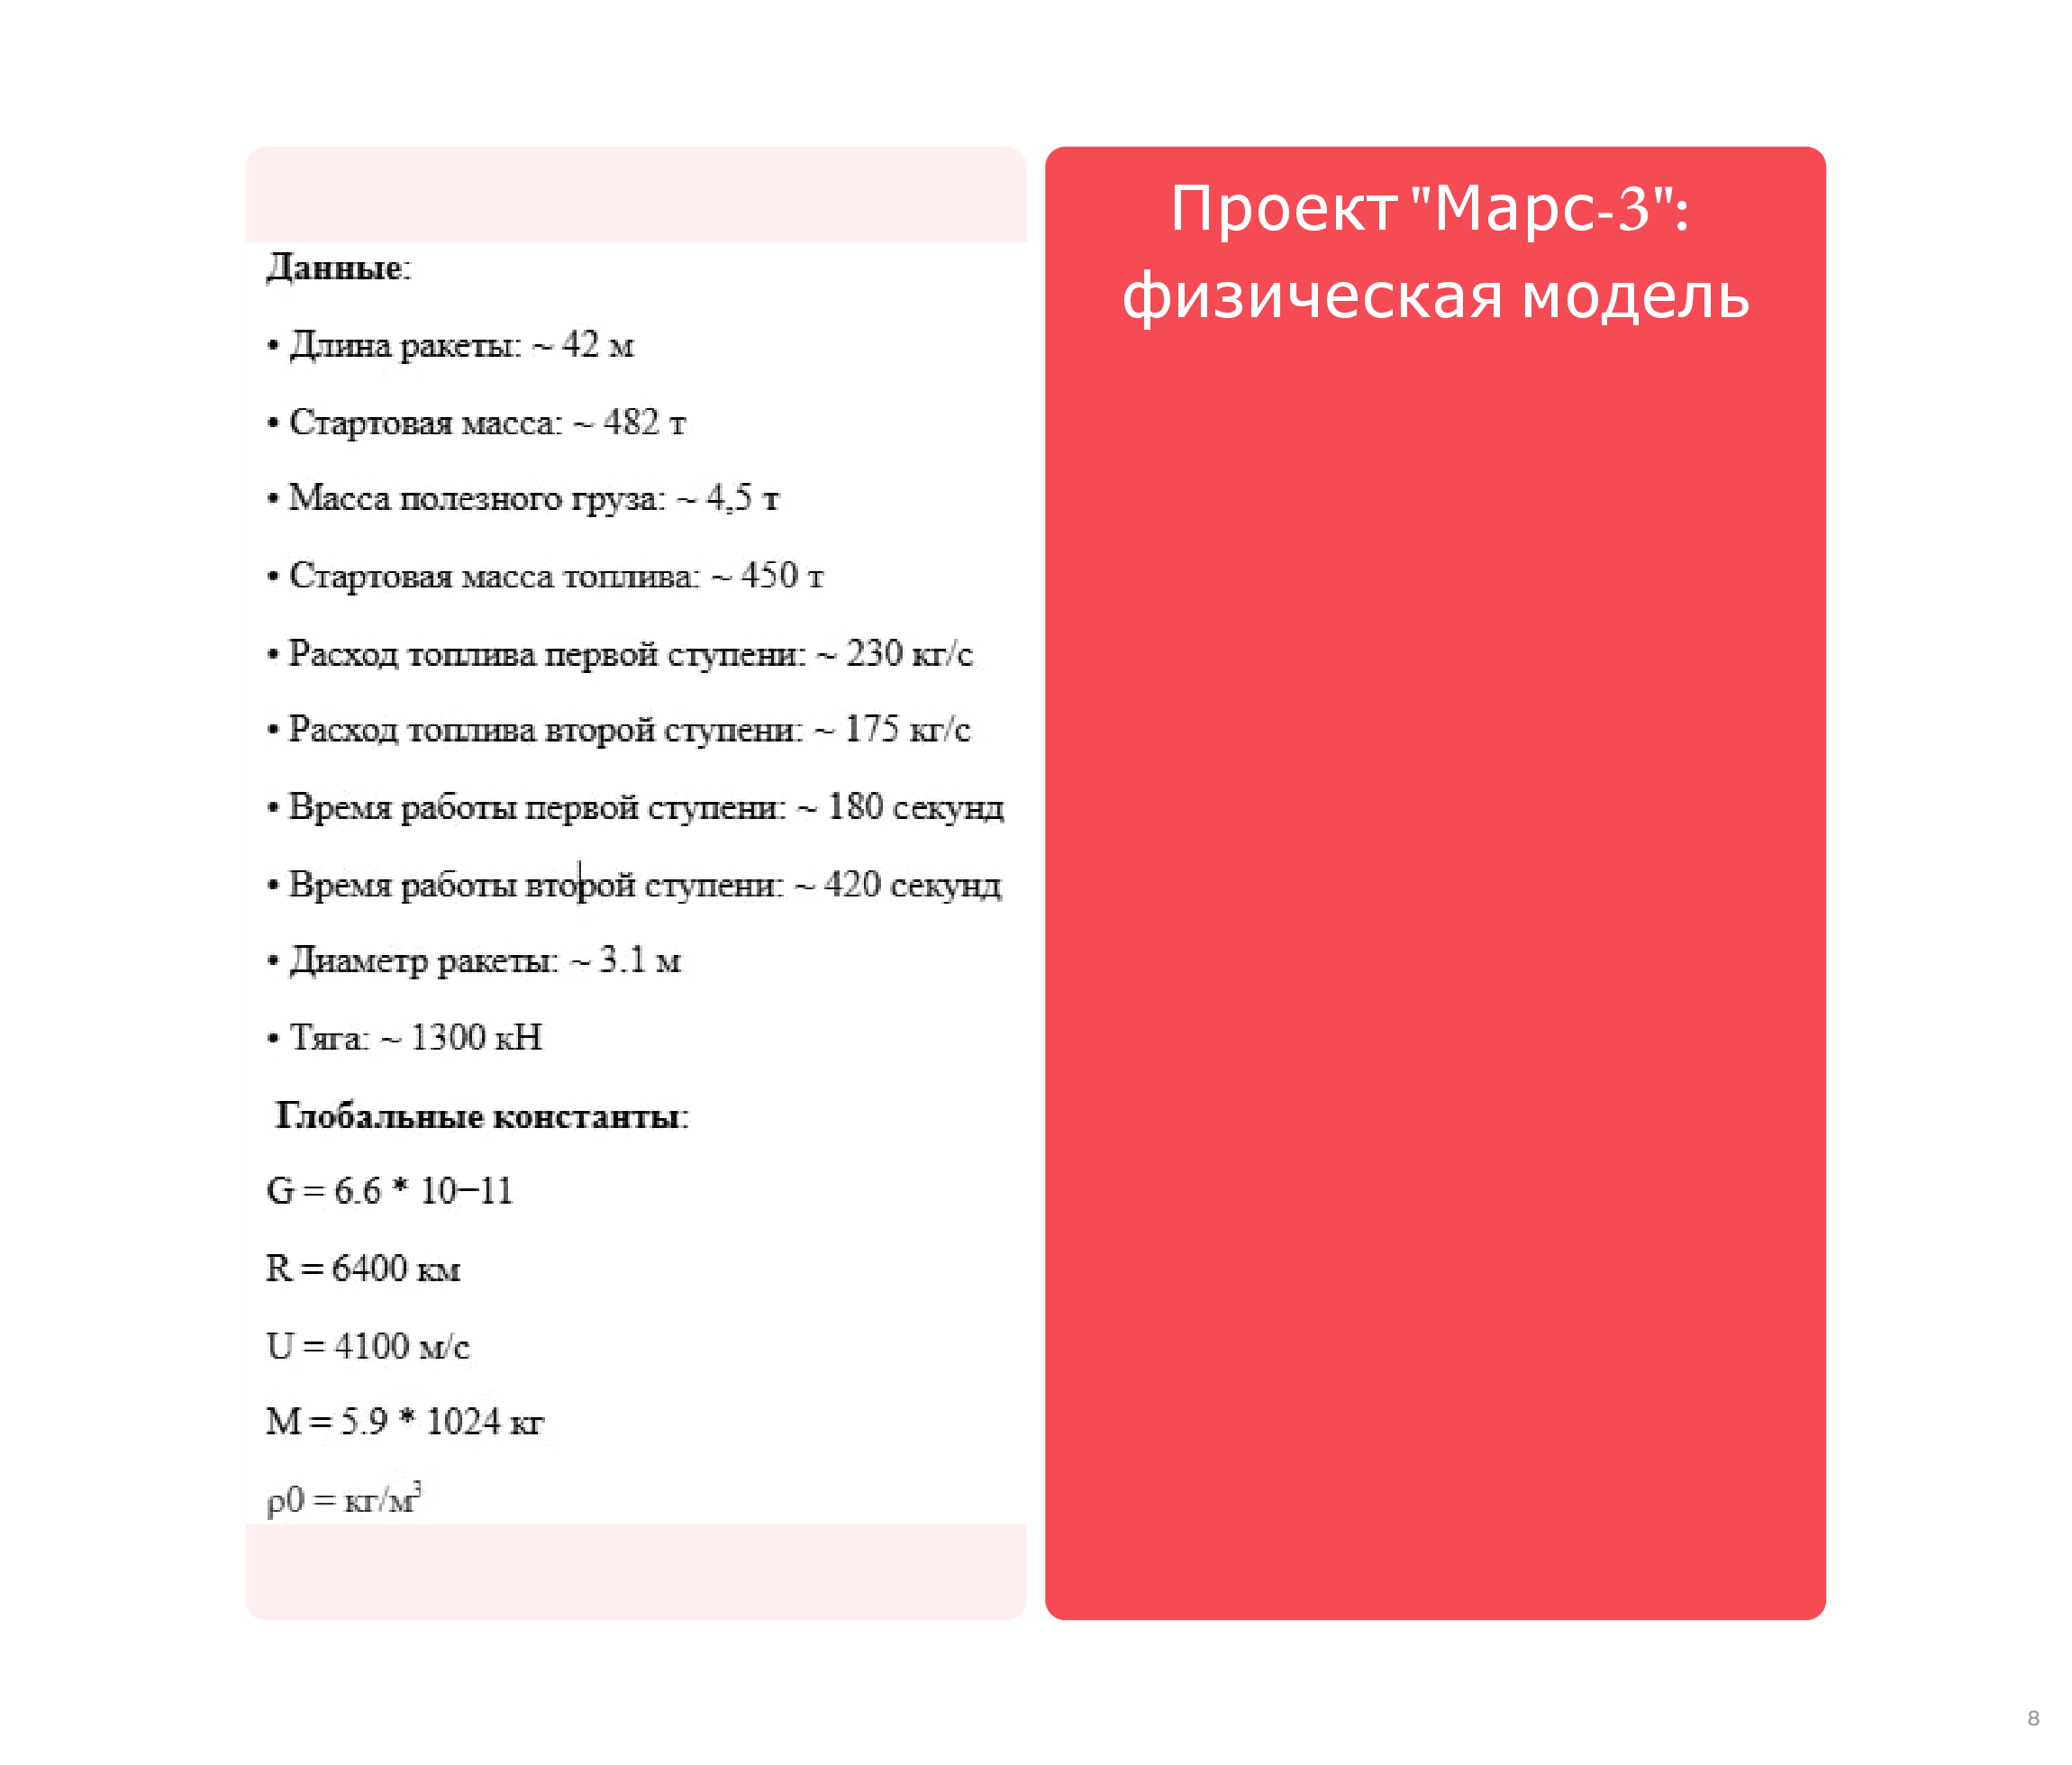 Данные:
• Длина ракеты: ~ 42 м
• Стартовая масса: ~ 482 т
• Масса полезного груза: ~ 4,5 т
• Стартовая масса топлива: ~ 450 т
• Расход топлива первой ступени: ~ 230 кг/с
• Расход топлива второй ступени: ~ 175 кг/с
• Время работы первой ступени: ~ 180 секунд
• Время работы второй ступени: ~ 420 секунд
• Диаметр ракеты: ~ 3.1 м
• Тяга: ~ 1300 кН
Глобальные константы:
G = 6.6 * 10−11
R = 6400 км
U = 4100 м/с
M = 5.9 * 1024 кг
ρ0 = кг/м³
Проект "Марс-3":
физическая модель
8